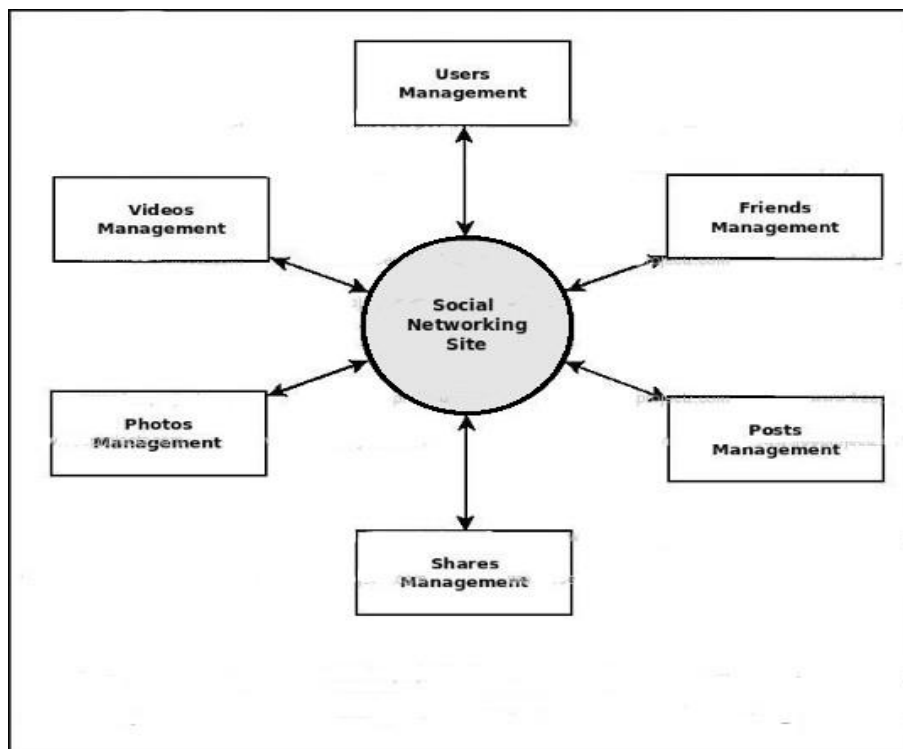 Users
Management
Videos
Management
Friends
Management
Social
Networking
Site
Photos
Management
Posts
Management
Shares
Management